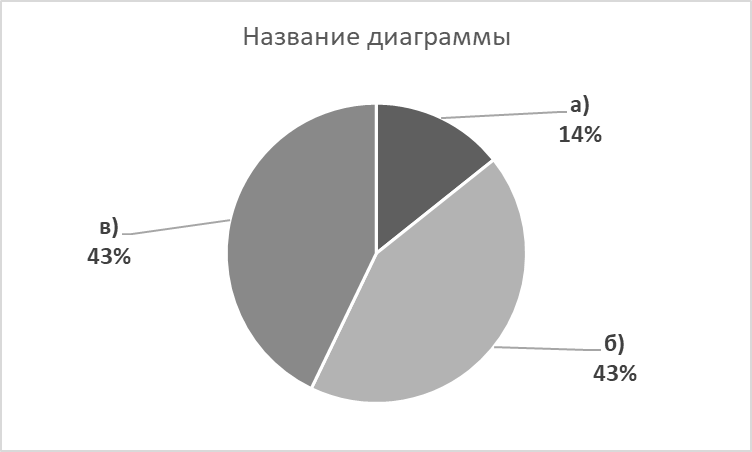 Название диаграммы
а)
14%
в)
43%
б)
43%